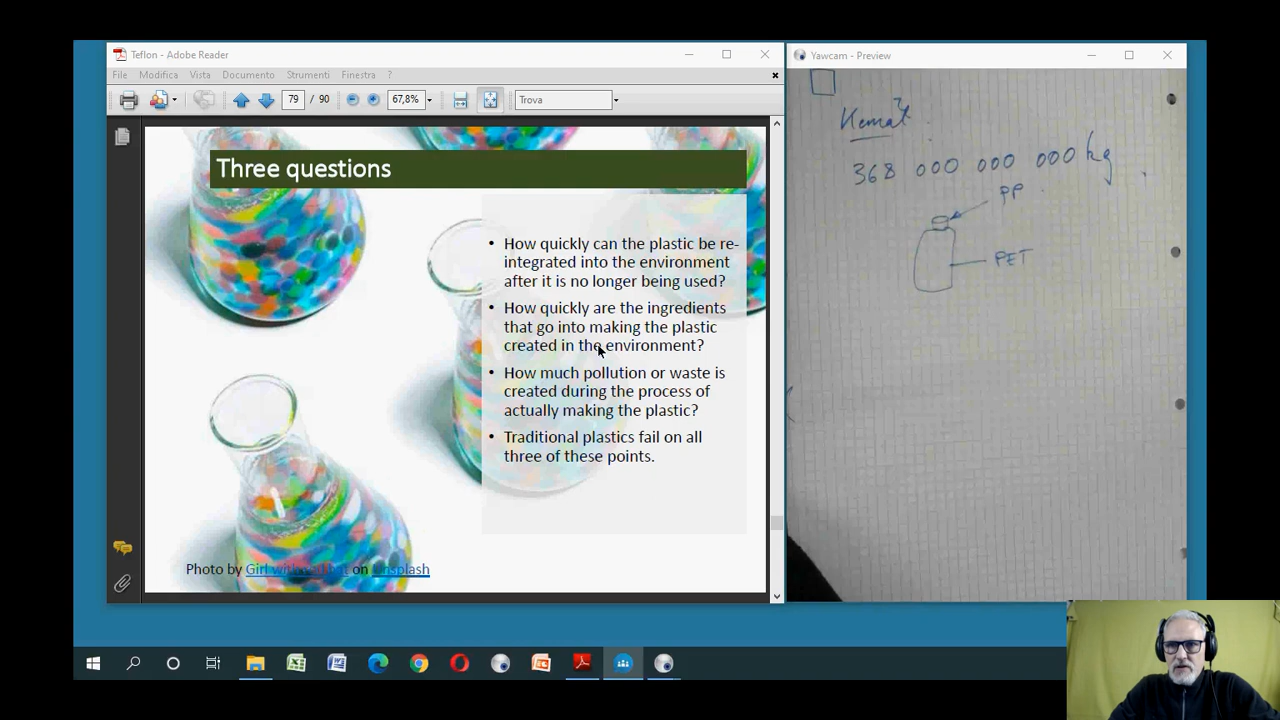 Teflon - Adobe Reader
File Modifica Vista Documento Strumenti Finestra ?
79 / 90 67,8% Trova
Three questions
• How quickly can the plastic be re-
integrated into the environment
after it is no longer being used?
• How quickly are the ingredients
that go into making the plastic
created in the environment?
• How much pollution or waste is
created during the process of
actually making the plastic?
• Traditional plastics fail on all
three of these points.
Photo by Girl with on Unsplash
Yawcam - Preview
368 000 000 000 kg
PP
PET